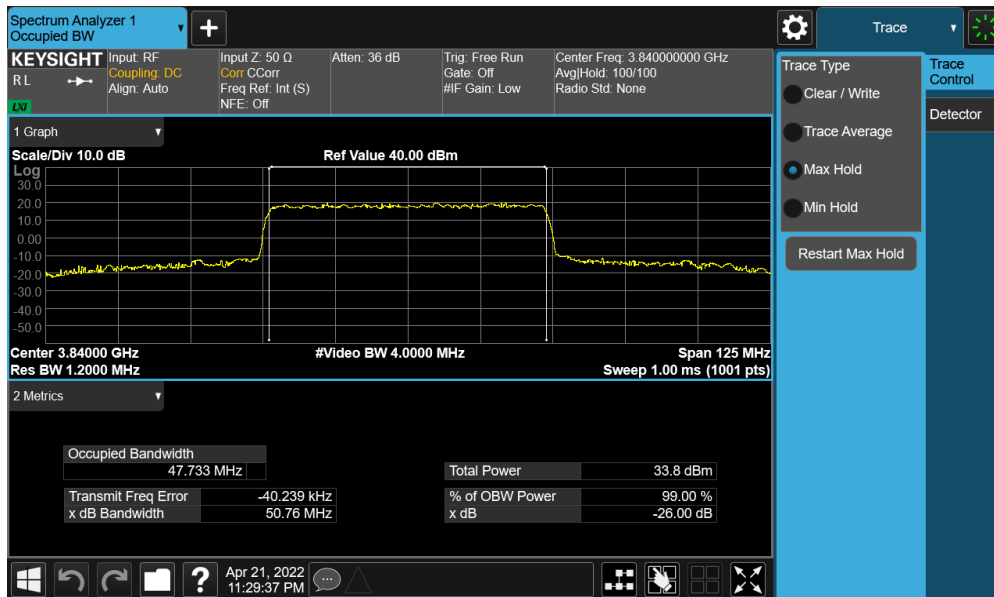 Spectrum Analyzer 1
Occupied BW
+
Trace
KEYSIGHT
R L
LXI
Input: RF
Coupling: DC
Align: Auto
Input Z: 50 Ω
Corr CCorr
Freq Ref: Int (S)
NFE: Off
Atten: 36 dB
Trig: Free Run
Gate: Off
#IF Gain: Low
Center Freq: 3.840000000 GHz
Avg|Hold: 100/100
Radio Std: None
1 Graph
Scale/Div 10.0 dB
Ref Value 40.00 dBm
Log
30.0
20.0
10.0
0.00
-10.0
-20.0
-30.0
-40.0
-50.0
Center 3.84000 GHz
#Video BW 4.0000 MHz
Span 125 MHz
Res BW 1.2000 MHz
Sweep 1.00 ms (1001 pts)
2 Metrics
Occupied Bandwidth
47.733 MHz
Total Power 33.8 dBm
Transmit Freq Error -40.239 kHz
% of OBW Power 99.00 %
x dB Bandwidth 50.76 MHz
x dB -26.00 dB
Trace Type
Clear / Write
Trace Average
Max Hold
Min Hold
Restart Max Hold
Trace
Control
Detector
?
Apr 21, 2022
11:29:37 PM